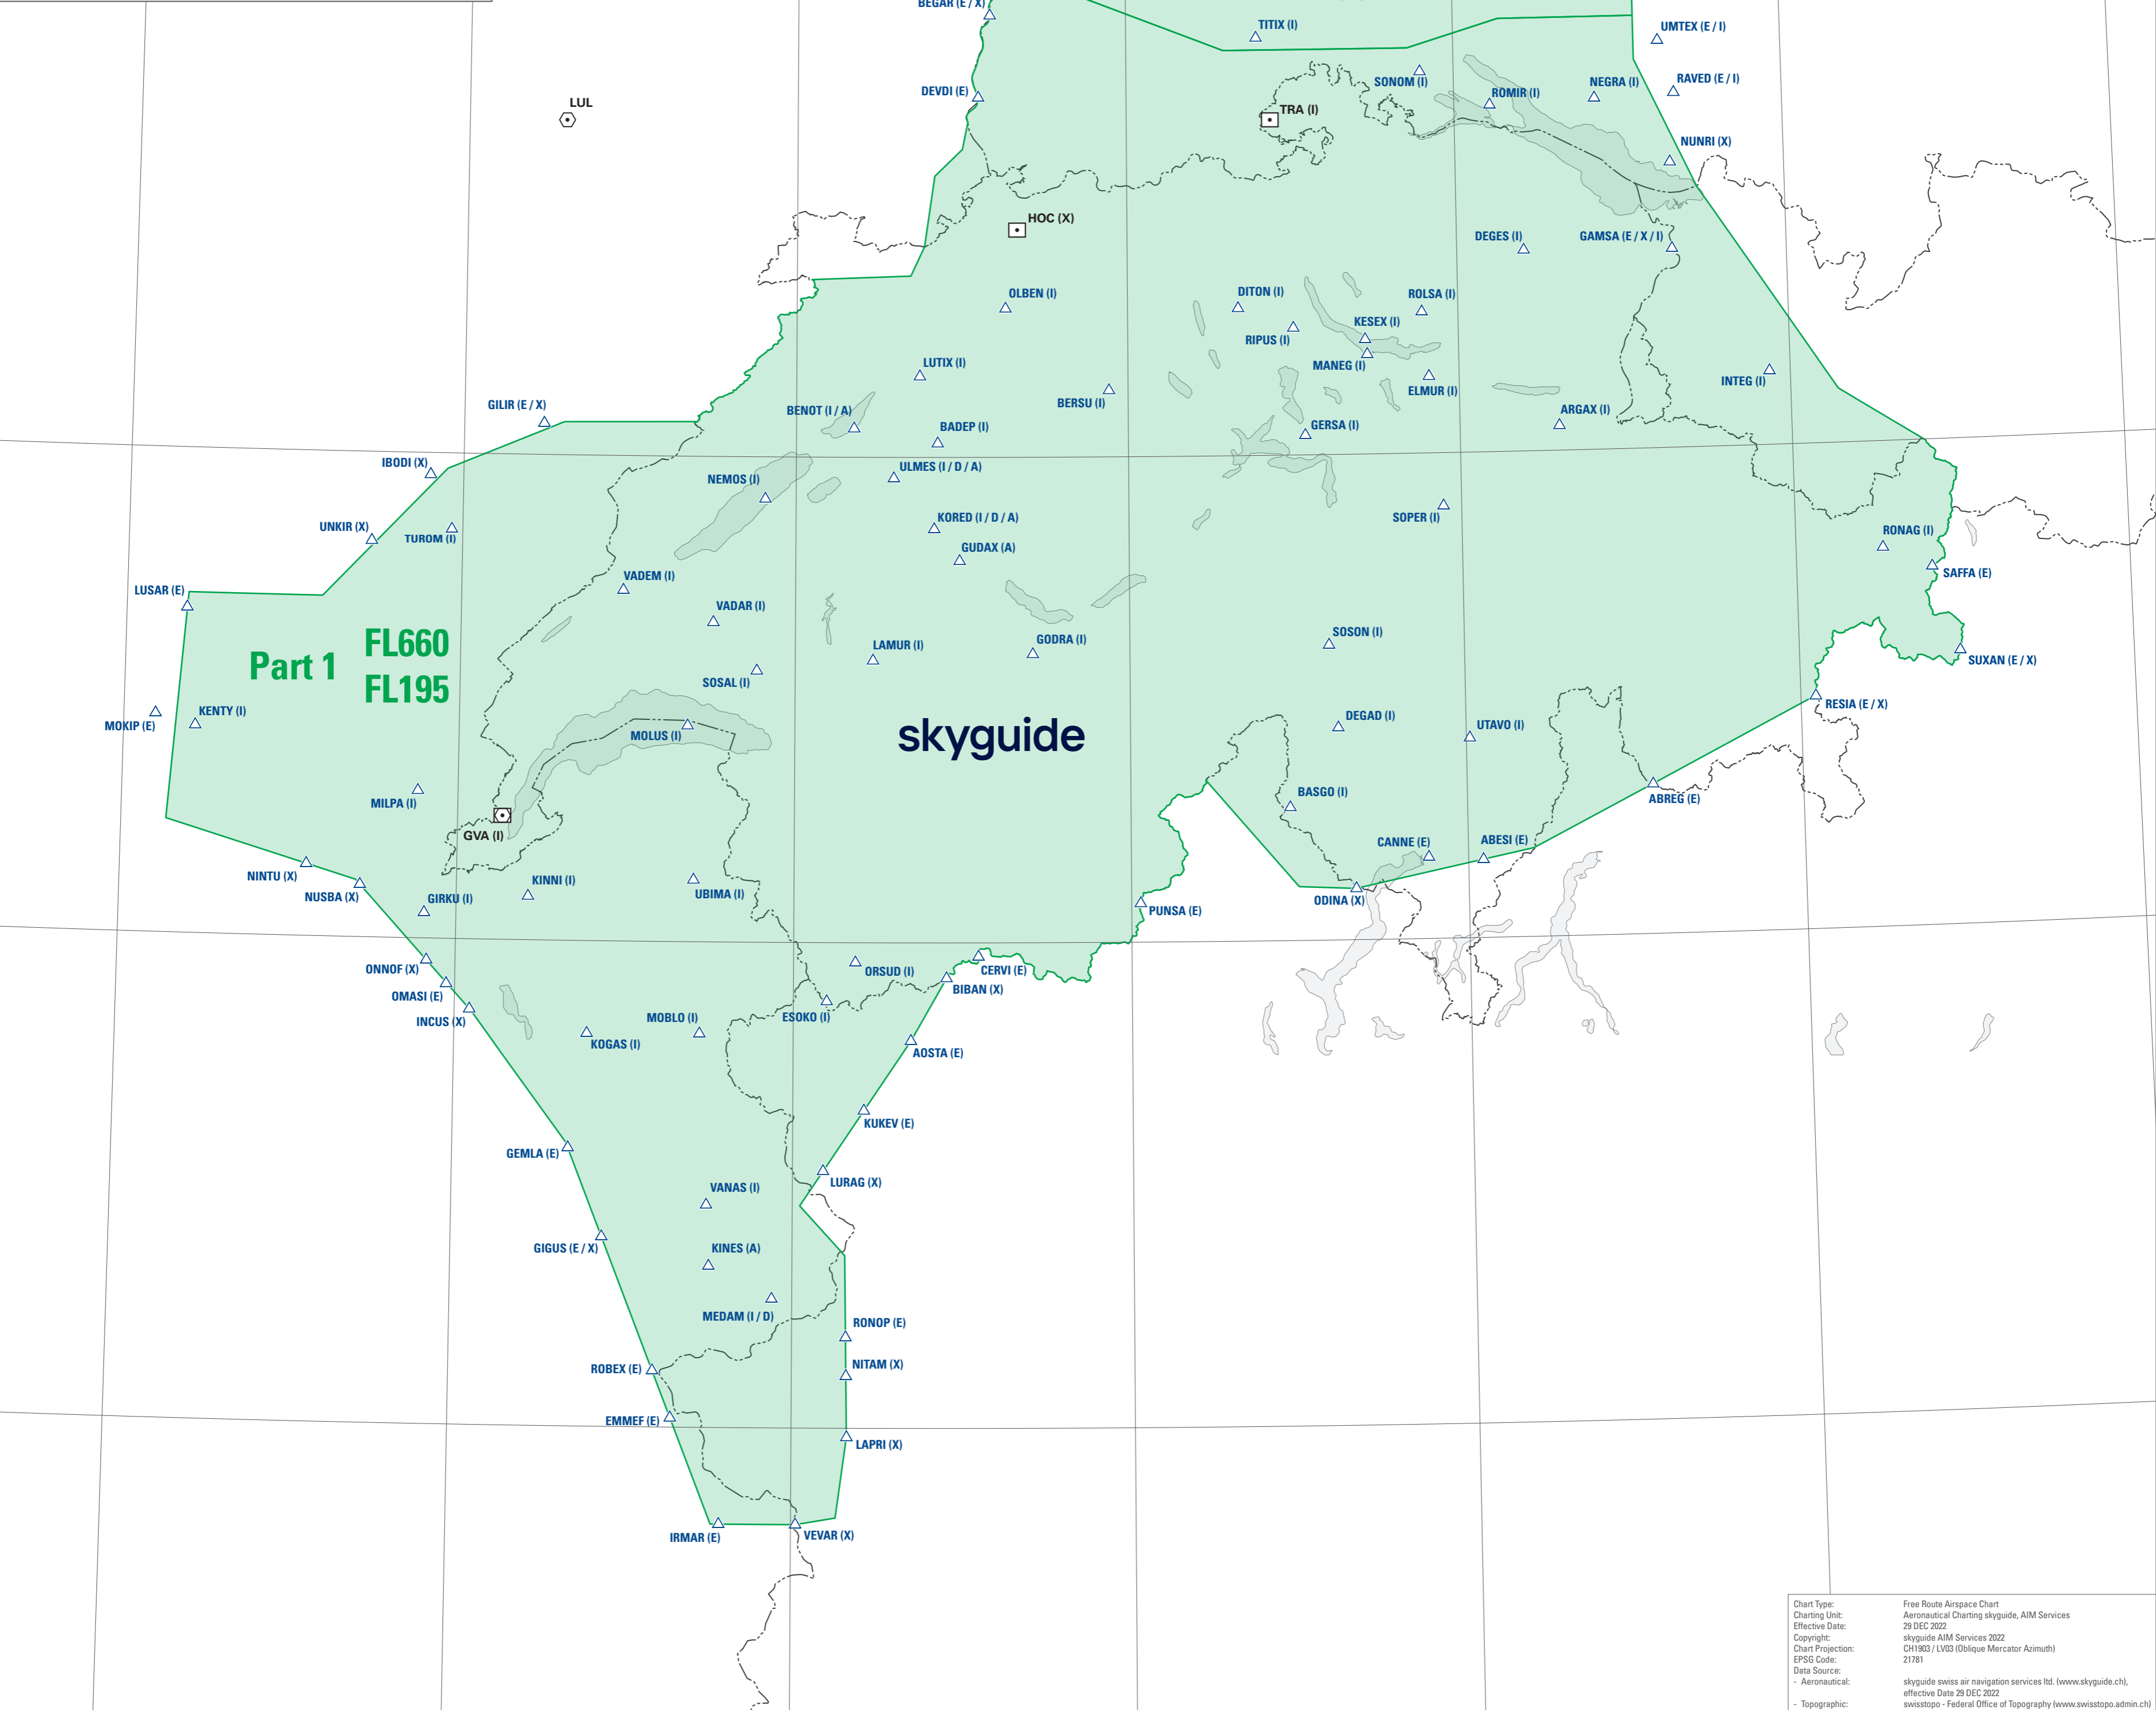 BEGAR (E / X)
TITIX (I)
UMTEX (E / I)
SONOM (I)
NEGRA (I)
RAVED (E / I)
DEVDI (E)
ROMIR (I)
LUL
TRA (I)
NUNRI (X)
HOC (X)
DEGES (I)
GAMSA (E / X / I)
OLBEN (I)
DITON (I)
ROLSA (I)
KESEX (I)
RIPUS (I)
LUTIX (I)
MANEG (I)
INTEG (I)
ELMUR (I)
GILIR (E / X)
BENOT (I / A)
BERSU (I)
ARGAX (I)
BADEP (I)
GERSA (I)
IBODI (X)
ULMES (I / D / A)
NEMOS (I)
SOPER (I)
KORED (I / D / A)
UNKIR (X)
TUROM (I)
RONAG (I)
GUDAX (A)
SAFFA (E)
VADEM (I)
LUSAR (E)
VADAR (I)
SOSON (I)
GODRA (I)
LAMUR (I)
FL660
Part 1
FL195
SUXAN (E / X)
SOSAL (I)
RESIA (E / X)
KENTY (I)
MOKIP (E)
DEGAD (I)
UTAVO (I)
MOLUS (I)
skyguide
BASGO (I)
MILPA (I)
ABREG (E)
GVA (I)
CANNE (E)
ABESI (E)
NINTU (X)
KINNI (I)
UBIMA (I)
NUSBA (X)
GIRKU (I)
ODINA (X)
PUNSA (E)
ONNOF (X)
ORSUD (I)
CERVI (E)
BIBAN (X)
OMASI (E)
ESOKO (I)
MOBLO (I)
INCUS (X)
KOGAS (I)
AOSTA (E)
KUKEV (E)
GEMLA (E)
LURAG (X)
VANAS (I)
GIGUS (E / X)
KINES (A)
MEDAM (I / D)
RONOP (E)
NITAM (X)
ROBEX (E)
EMMEF (E)
LAPRI (X)
IRMAR (E)
VEVAR (X)
Chart Type: Free Route Airspace Chart
Charting Unit: Aeronautical Charting skyguide, AIM Services
Effective Date: 29 DEC 2022
Copyright: skyguide AIM Services 2022
Chart Projection: CH1903 / LV03 (Oblique Mercator Azimuth)
EPSG Code: 21781
Data Source:
- Aeronautical: skyguide swiss air navigation services ltd. (www.skyguide.ch),
effective Date 29 DEC 2022
- Topographic: swisstopo - Federal Office of Topography (www.swisstopo.admin.ch)